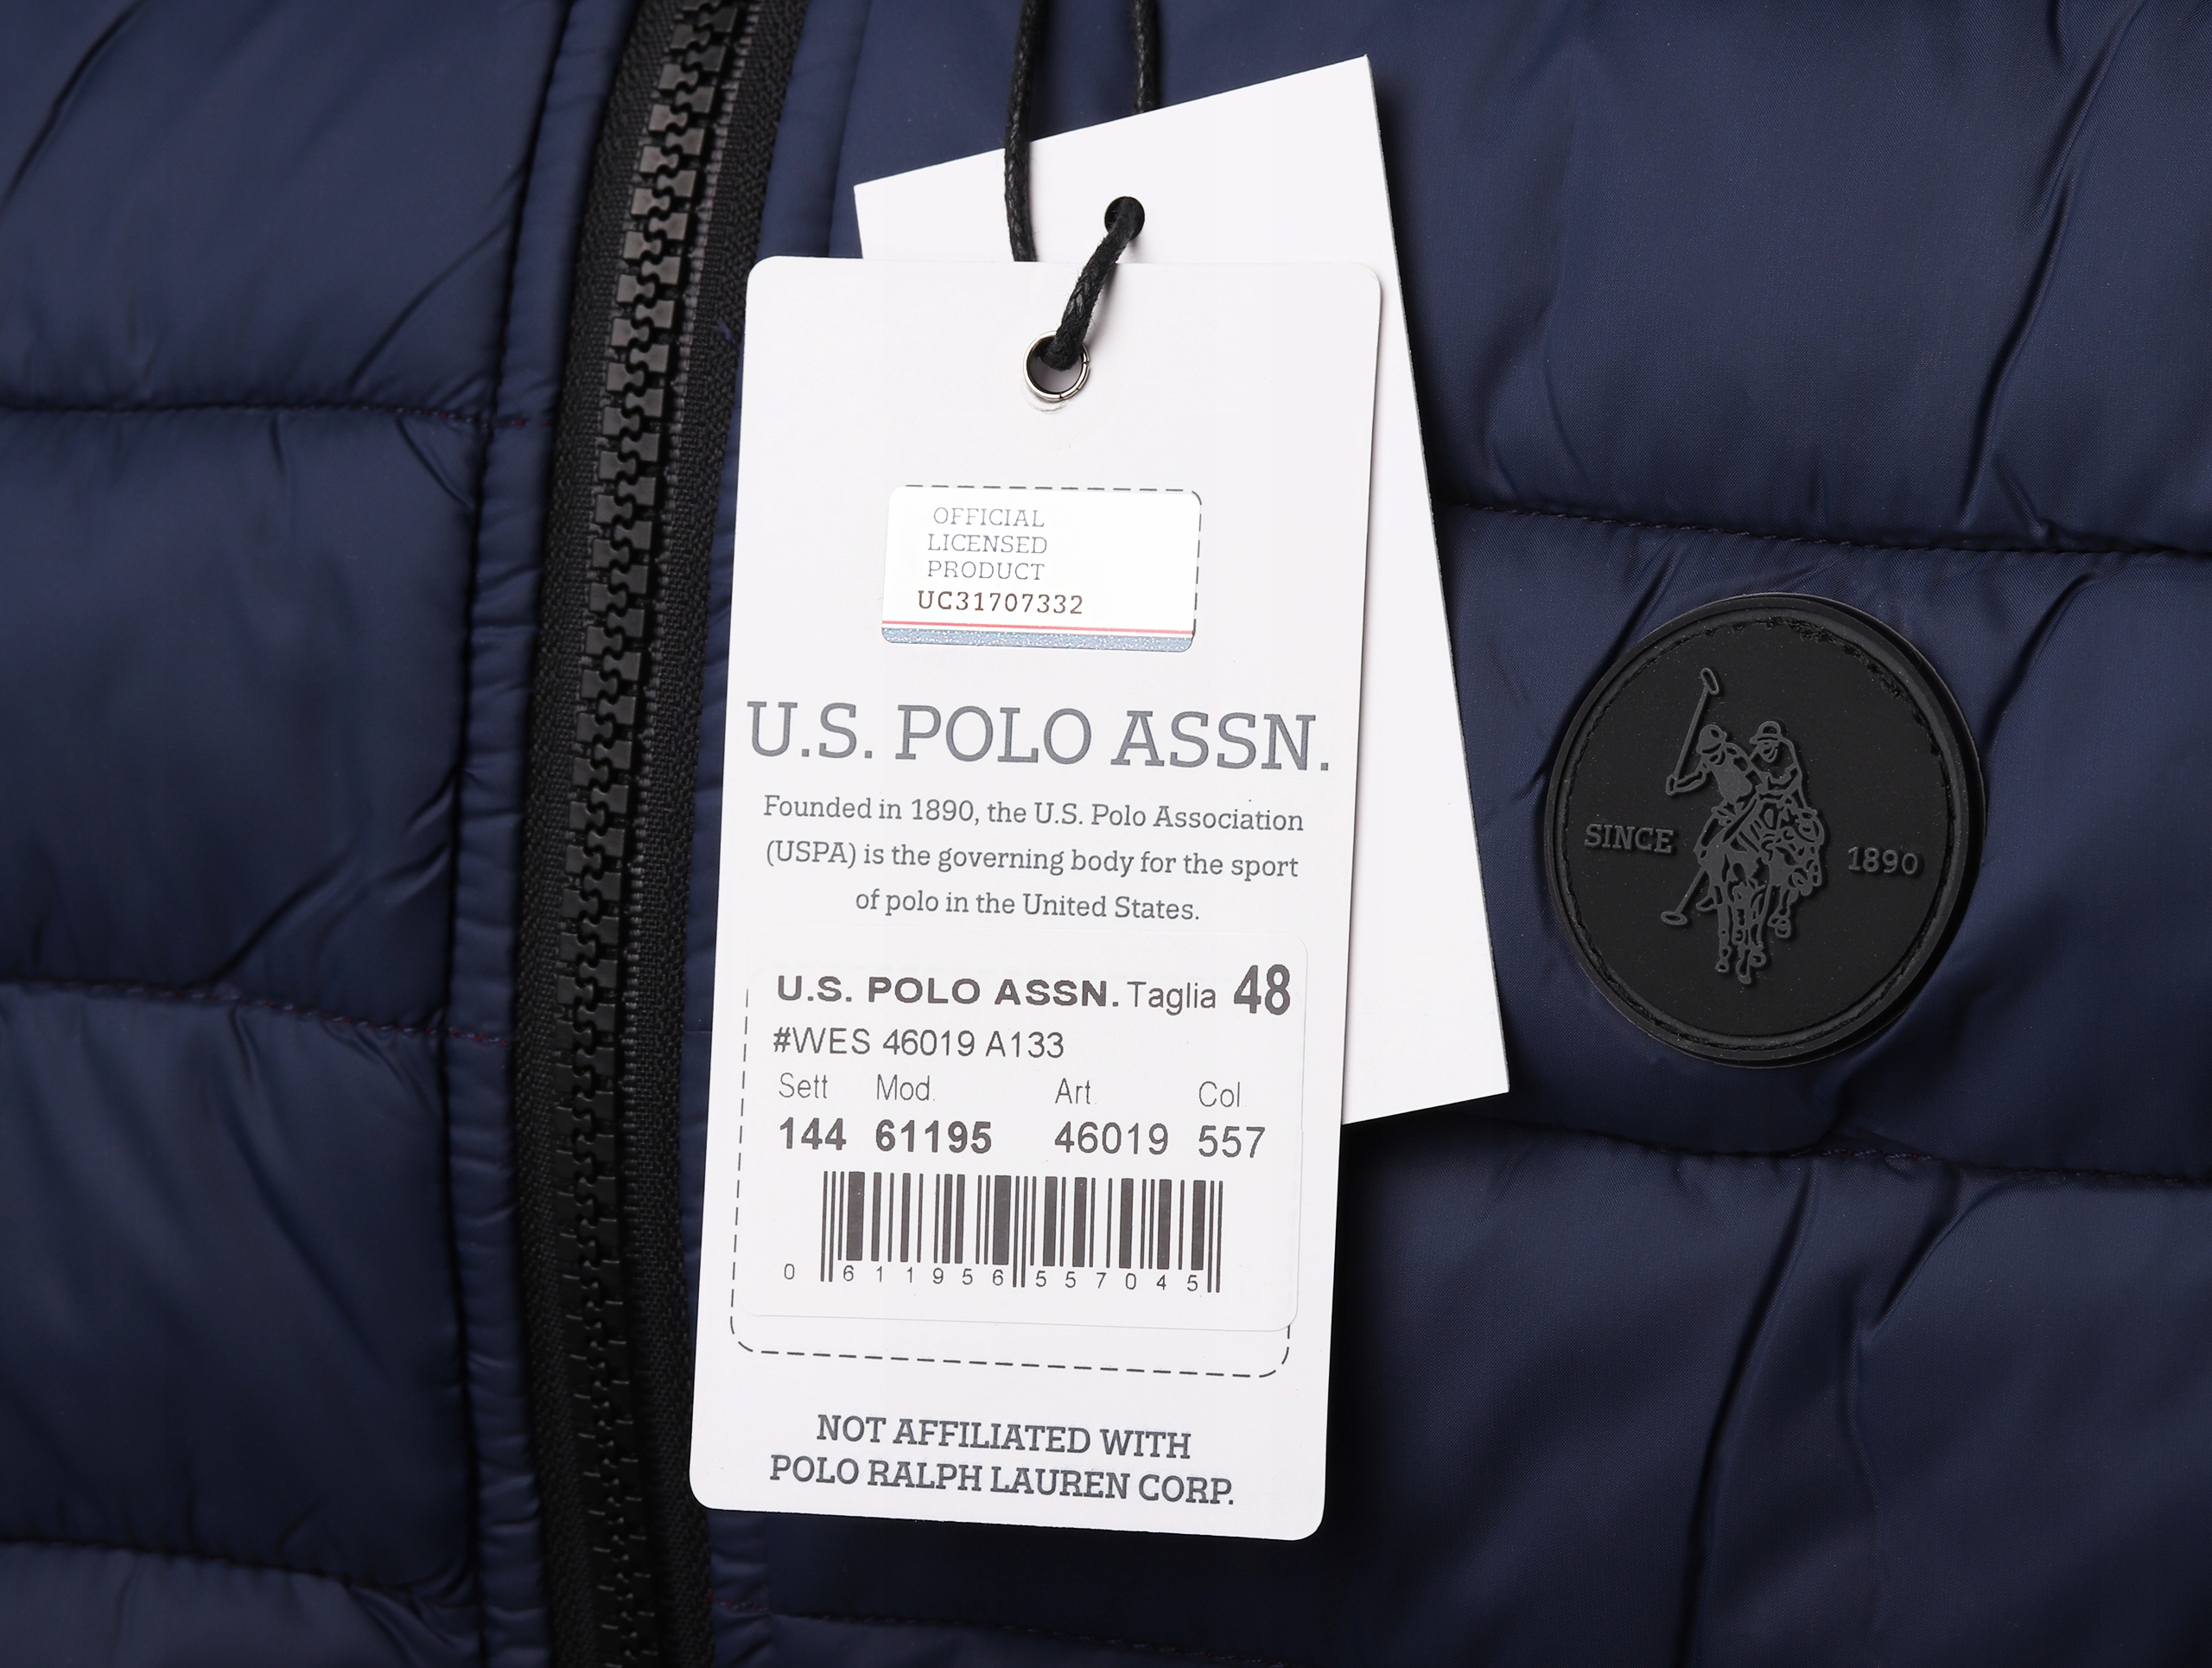 OFFICIAL
LICENSED
PRODUCT
UC31707332
U.S. POLO ASSN.
Founded in 1890, the U.S. Polo Association
(USPA) is the governing body for the sport
of polo in the United States.
U.S. POLO ASSN. Taglia 48
#WES 46019 A133
Sett Mod. Art. Col
144 61195 46019 557
0 611956 557045
NOT AFFILIATED WITH
POLO RALPH LAUREN CORP.
SINCE 1890